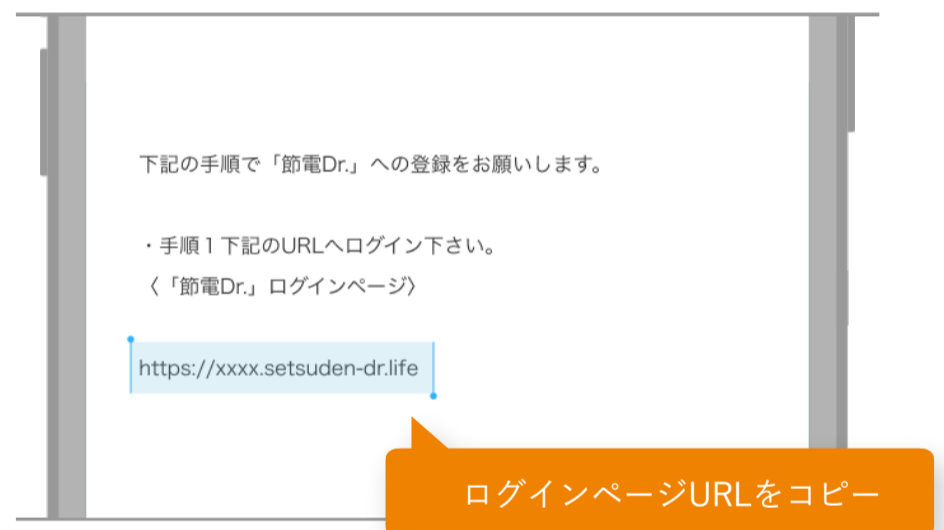 下記の手順で「節電Dr.」への登録をお願いします。
・手順１下記のURLへログイン下さい。
〈「節電Dr.」ログインページ〉
https://xxxx.setsuden-dr.life
ログインページURLをコピー